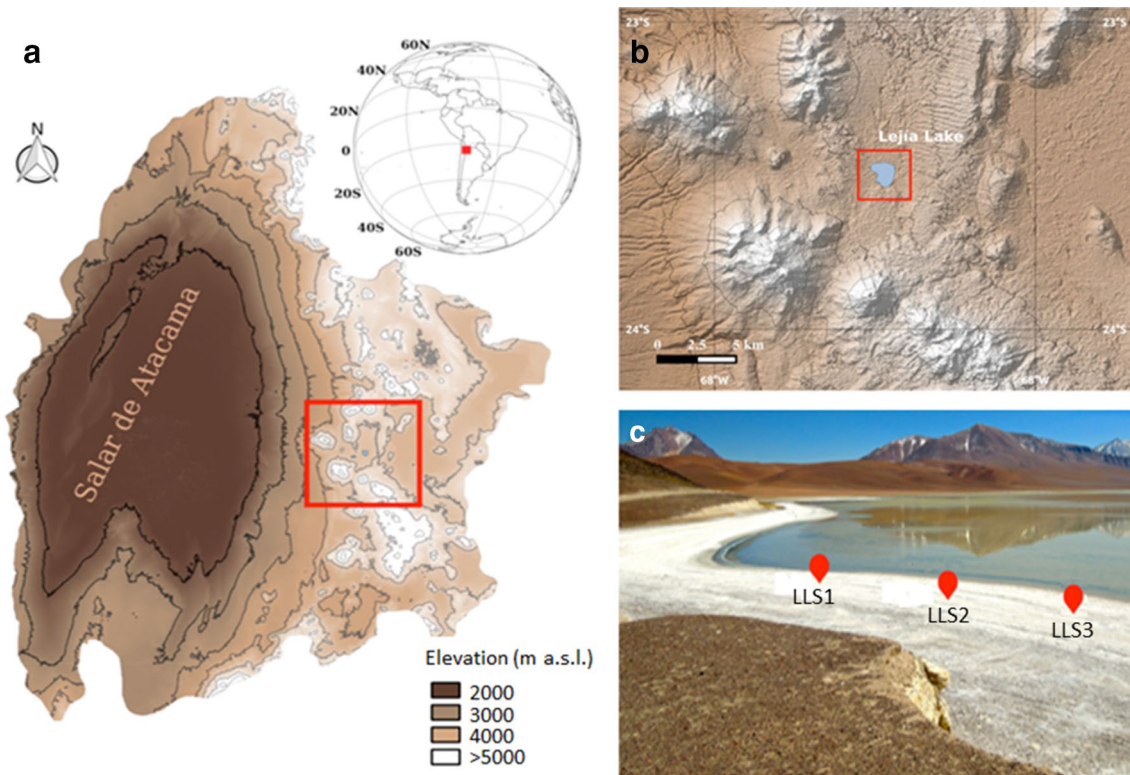 a
N
60N
40N
20N
0
20S
40S
60S
Salar de Atacama
Elevation (m a.s.l.)
2000
3000
4000
>5000
b
23°S
23°S
Lejía Lake
24°S
24°S
0 2.5 5 km
68°W
68°W
c
LLS1
LLS2
LLS3